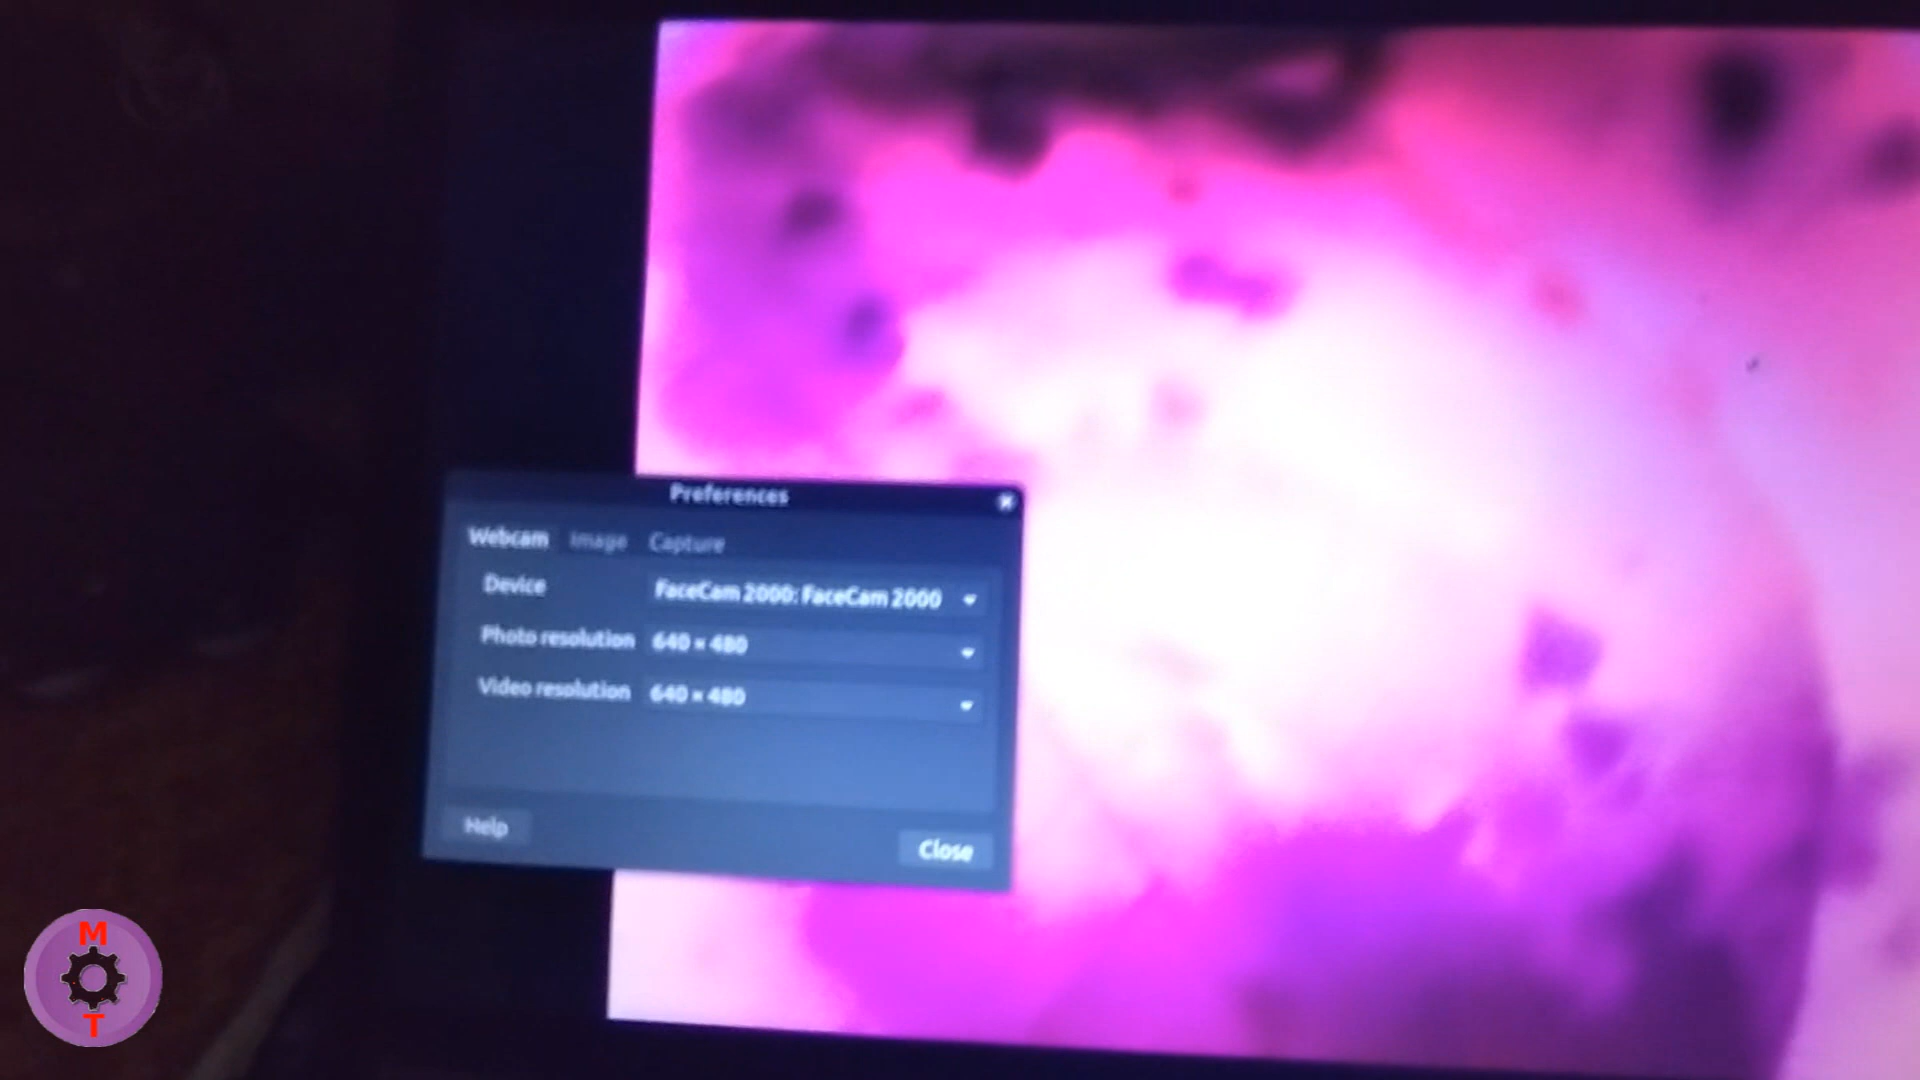 Preferences
Webcam Image Capture
Device FaceCam 2000: FaceCam 2000
Photo resolution 640 × 480
Video resolution 640 × 480
Help
Close
M
T